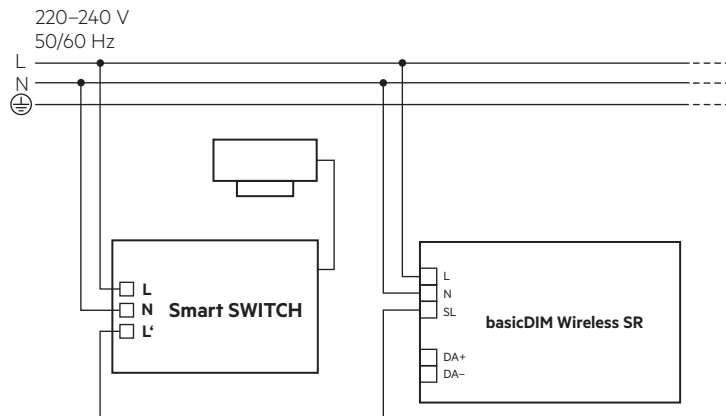 220–240 V
50/60 Hz
L
N
L
N
L‘
Smart SWITCH
L
N
SL
DA+
DA–
basicDIM Wireless SR